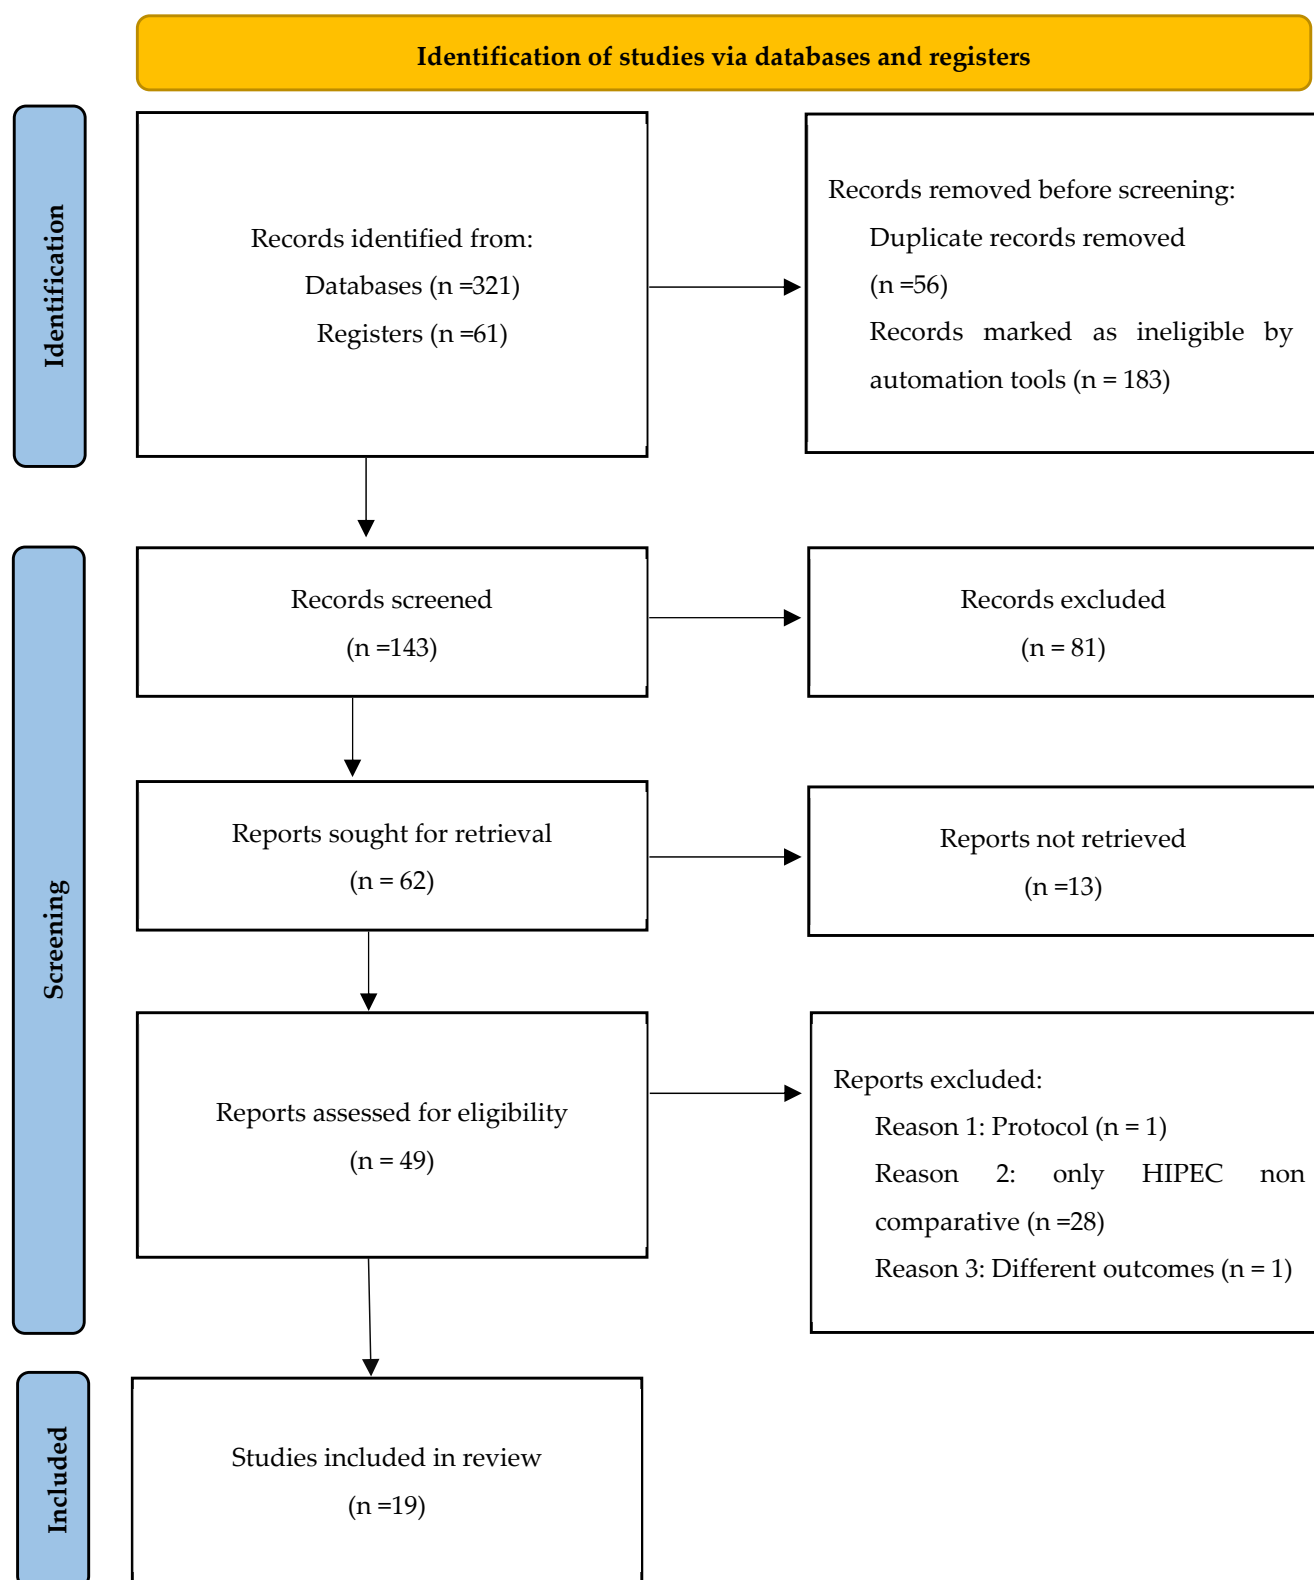 Identification of studies via databases and registers
Identification
Records identified from:
Databases (n =321)
Registers (n =61)
Records removed before screening:
Duplicate records removed
(n =56)
Records marked as ineligible by
automation tools (n = 183)
Screening
Records screened
(n =143)
Records excluded
(n = 81)
Reports sought for retrieval
(n = 62)
Reports not retrieved
(n =13)
Reports assessed for eligibility
(n = 49)
Reports excluded:
Reason 1: Protocol (n = 1)
Reason 2: only HIPEC non
comparative (n =28)
Reason 3: Different outcomes (n = 1)
Included
Studies included in review
(n =19)